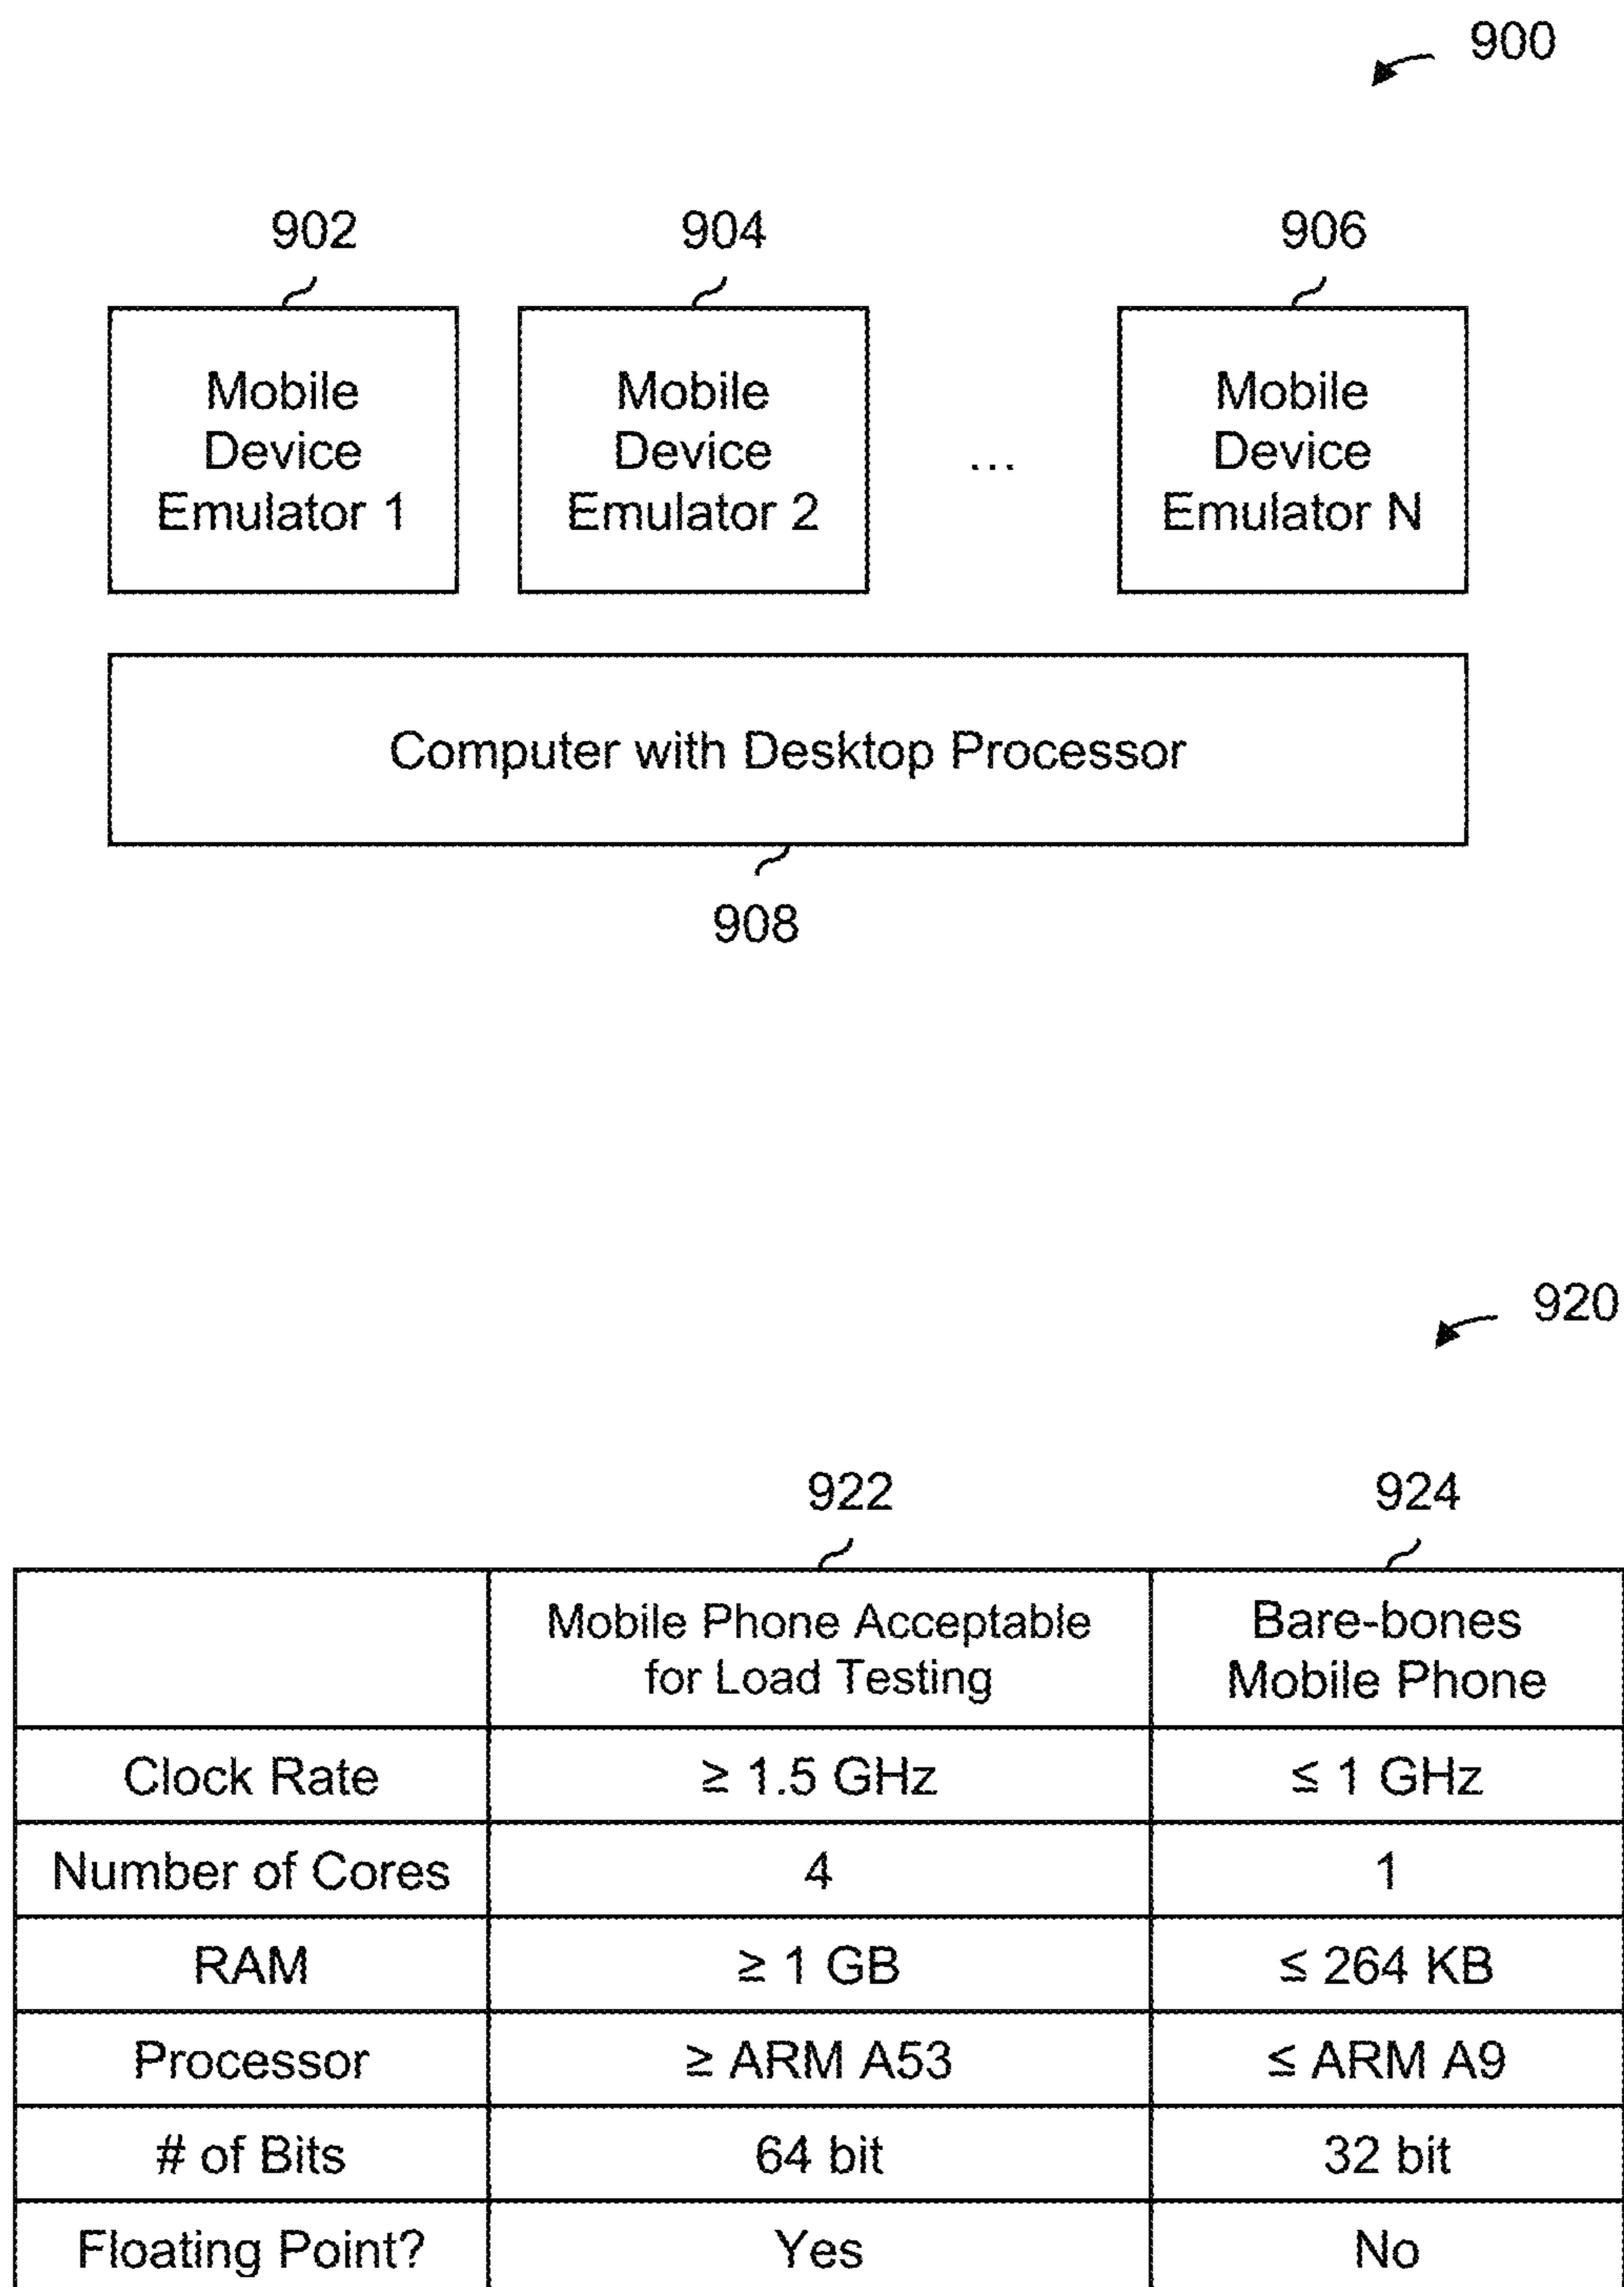 900
902 904 906
Mobile Device Emulator 1
Mobile Device Emulator 2
...
Mobile Device Emulator N
Computer with Desktop Processor
908
920
922 924
Mobile Phone Acceptable for Load Testing
Bare-bones Mobile Phone
Clock Rate ≥ 1.5 GHz ≤ 1 GHz
Number of Cores 4 1
RAM ≥ 1 GB ≤ 264 KB
Processor ≥ ARM A53 ≤ ARM A9
# of Bits 64 bit 32 bit
Floating Point? Yes No